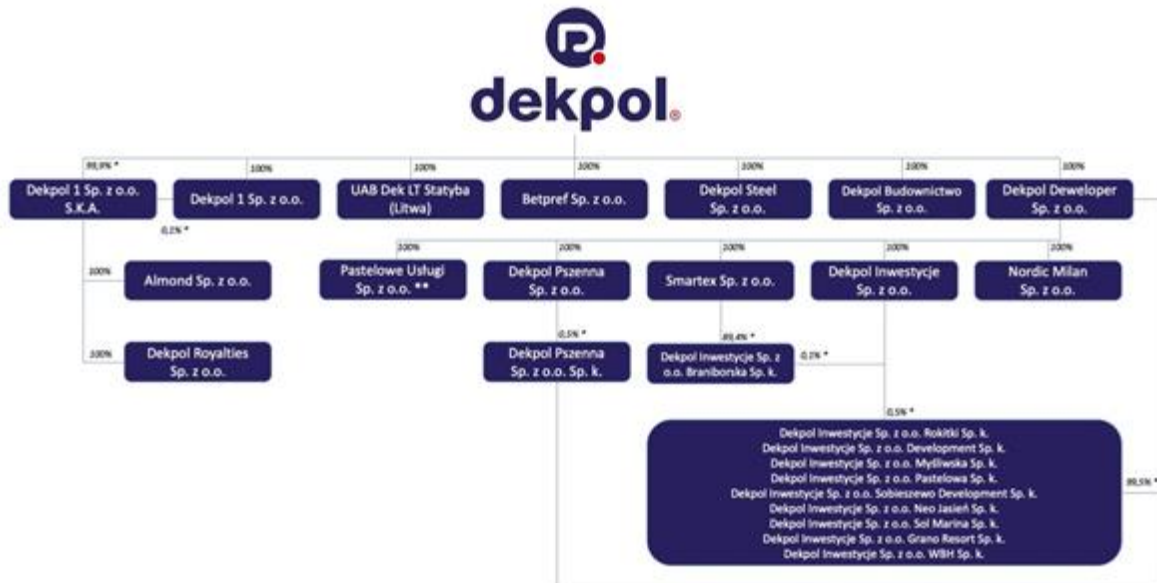 dekpol®
99,9% *
100%
100%
100%
100%
100%
100%
Dekpol 1 Sp. z o.o.
S.K.A.
Dekpol 1 Sp. z o.o.
UAB Dek LT Statyba
(Litwa)
Betpref Sp. z o.o.
Dekpol Steel
Sp. z o.o.
Dekpol Budownictwo
Sp. z o.o.
Dekpol Deweloper
Sp. z o.o.
0,1% *
100%
100%
100%
100%
100%
100%
Almond Sp. z o.o.
Pastelowe Usługi
Sp. z o.o. **
Dekpol Pszenna
Sp. z o.o.
Smartex Sp. z o.o.
Dekpol Inwestycje
Sp. z o.o.
Nordic Milan
Sp. z o.o.
0,5% *
89,4% *
100%
Dekpol Royalties
Sp. z o.o.
Dekpol Pszenna
Sp. z o.o. Sp. k.
Dekpol Inwestycje Sp. z
o.o. Braniborska Sp. k.
0,1% *
0,5% *
Dekpol Inwestycje Sp. z o.o. Rokitki Sp. k.
Dekpol Inwestycje Sp. z o.o. Development Sp. k.
Dekpol Inwestycje Sp. z o.o. Myśliwska Sp. k.
Dekpol Inwestycje Sp. z o.o. Pastelowa Sp. k.
Dekpol Inwestycje Sp. z o.o. Sobieszewo Development Sp. k.
Dekpol Inwestycje Sp. z o.o. Neo Jasień Sp. k.
Dekpol Inwestycje Sp. z o.o. Sol Marina Sp. k.
Dekpol Inwestycje Sp. z o.o. Grano Resort Sp. k.
Dekpol Inwestycje Sp. z o.o. WBH Sp. k.
99,5% *